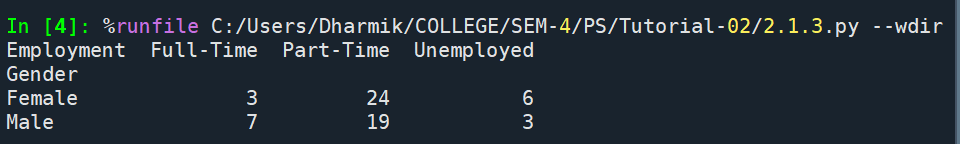 In [4]: %runfile C:/Users/Dharmik/COLLEGE/SEM-4/PS/Tutorial-02/2.1.3.py --wdir
Employment  Full-Time  Part-Time  Unemployed
Gender
Female              3         24           6
Male                7         19           3